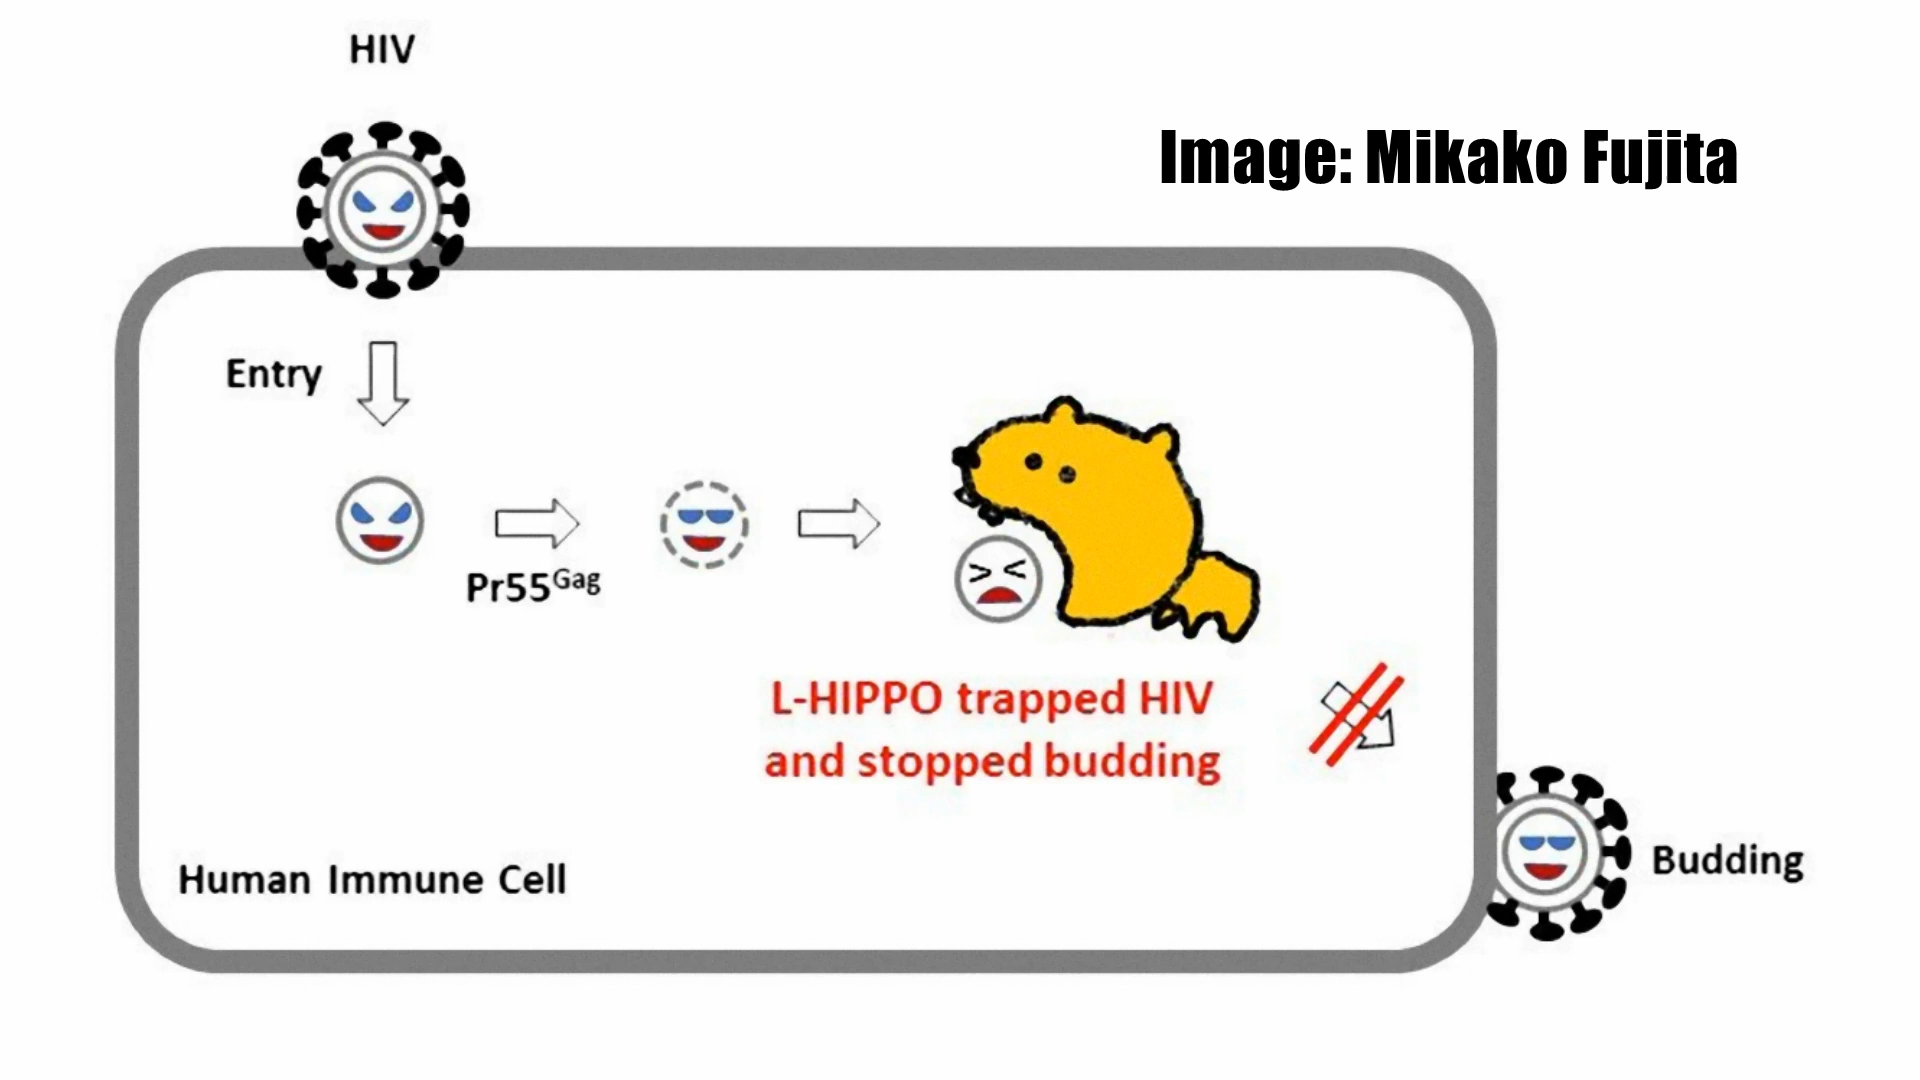 HIV
Image: Mikako Fujita
Entry
Pr55Gag
L-HIPPO trapped HIV
and stopped budding
Budding
Human Immune Cell